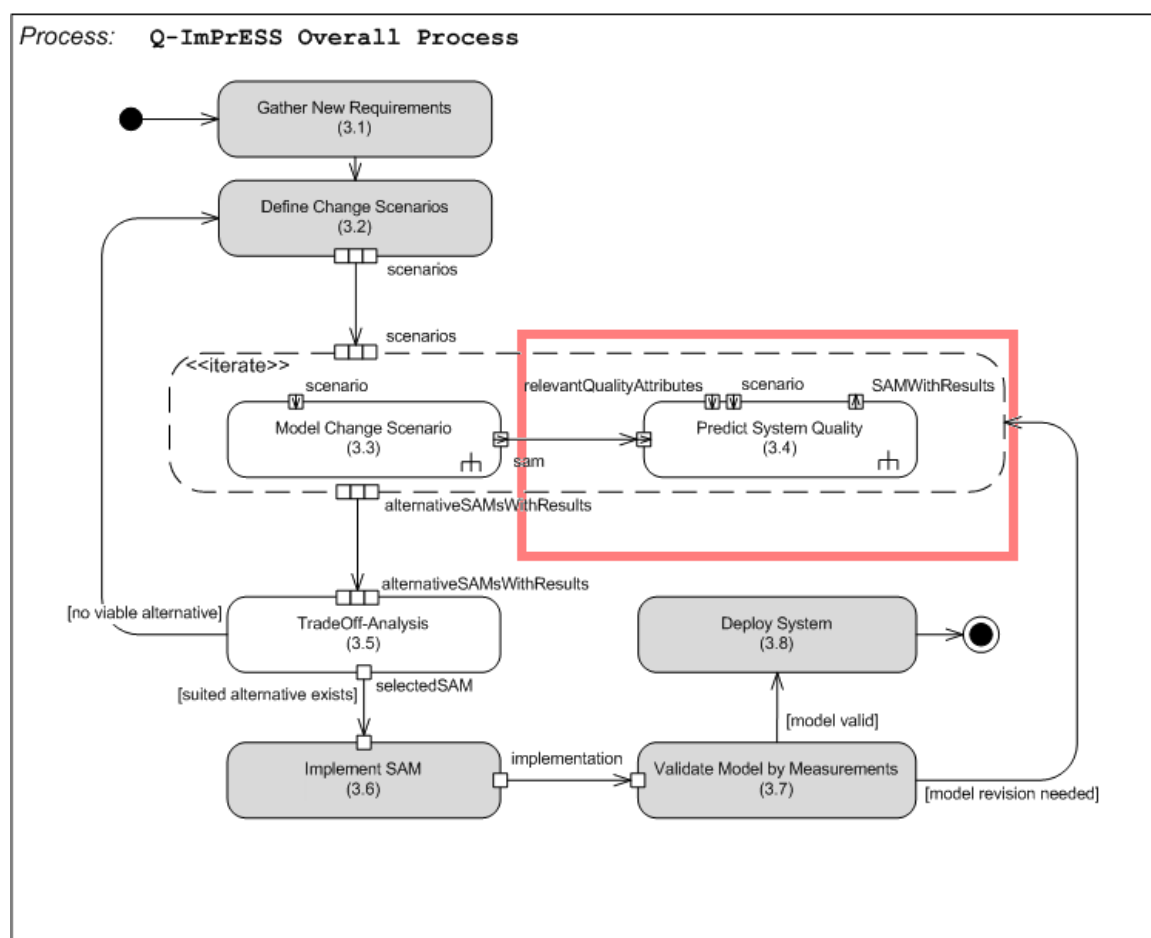 Process: Q-ImPrESS Overall Process
Gather New Requirements
(3.1)
Define Change Scenarios
(3.2)
scenarios
scenarios
<<iterate>>
scenario
relevantQualityAttributes
scenario
SAMWithResults
Model Change Scenario
(3.3)
sam
Predict System Quality
(3.4)
alternativeSAMsWithResults
alternativeSAMsWithResults
[no viable alternative]
TradeOff-Analysis
(3.5)
Deploy System
(3.8)
selectedSAM
[suited alternative exists]
[model valid]
Implement SAM
(3.6)
implementation
Validate Model by Measurements
(3.7)
[model revision needed]